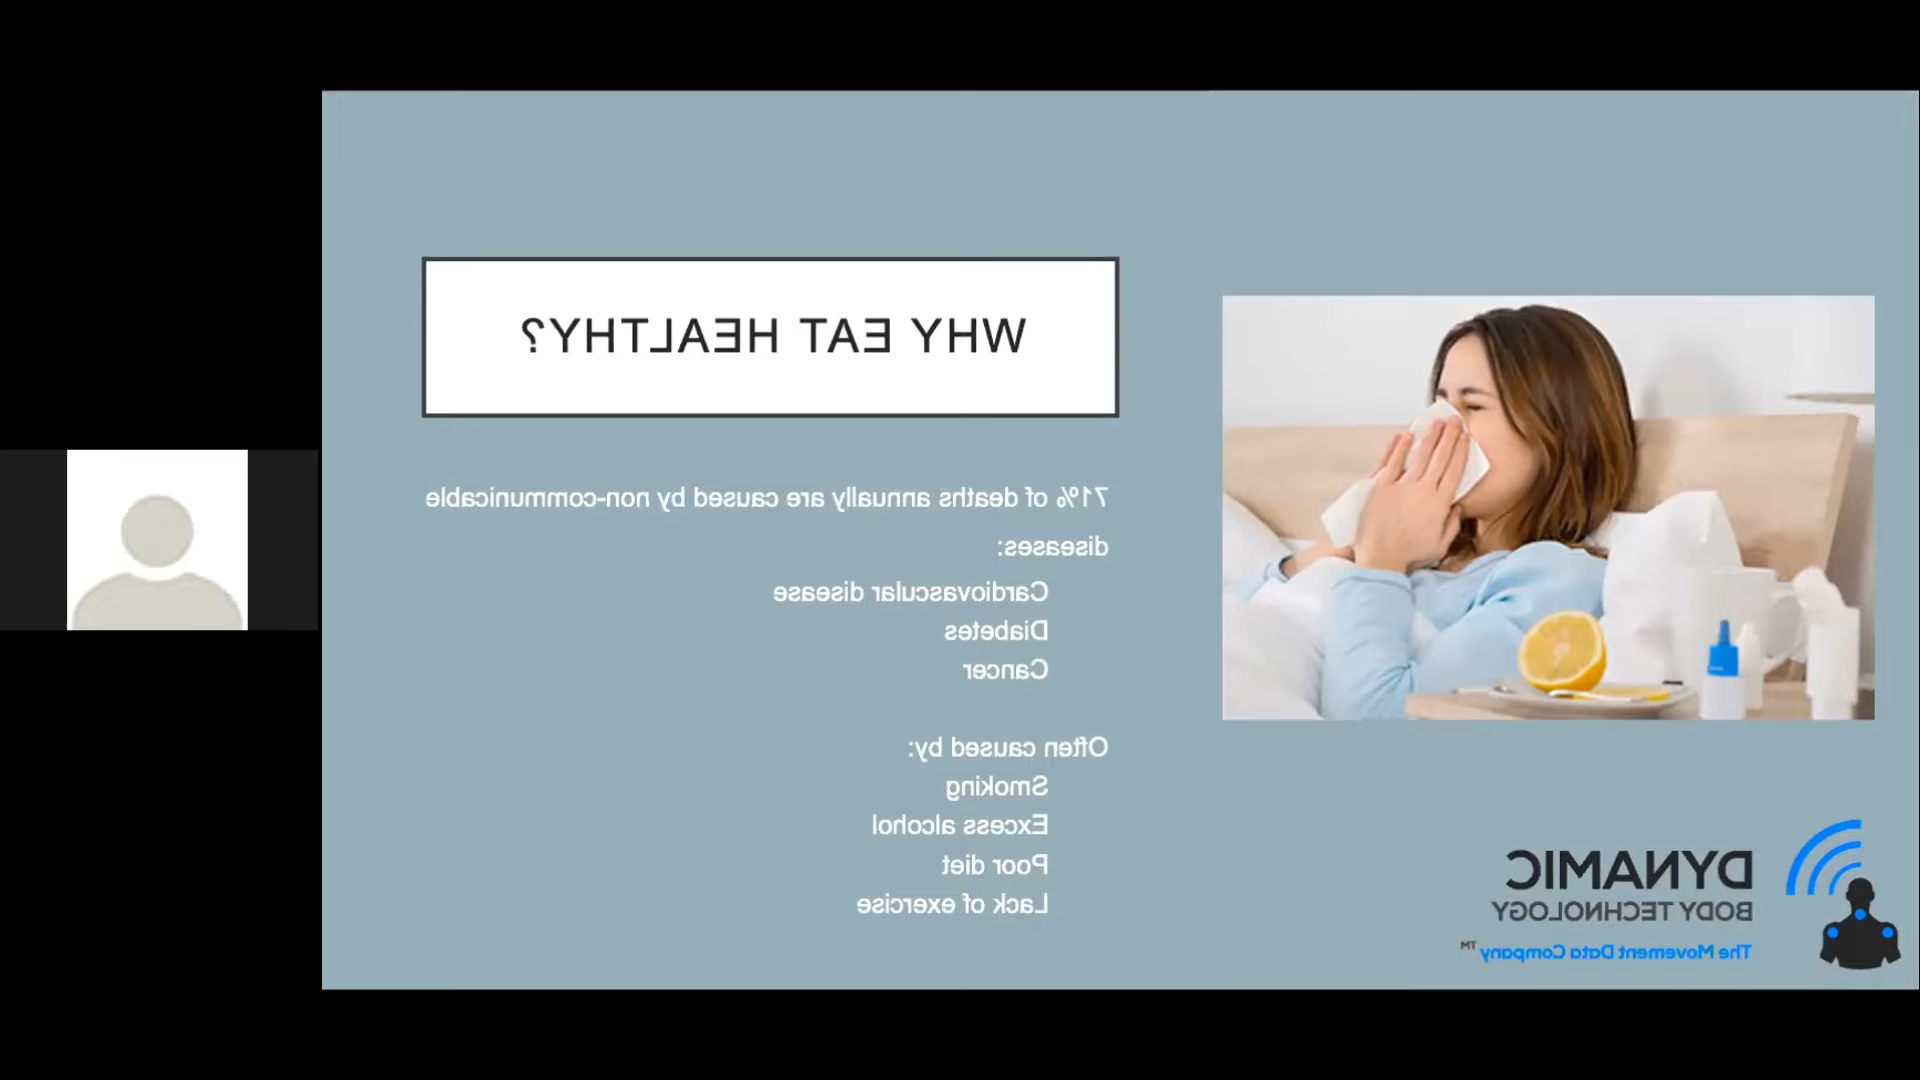 WHY EAT HEALTHY?
71% of deaths annually are caused by non-communicable
diseases:
Cardiovascular disease
Diabetes
Cancer
Often caused by:
Smoking
Excess alcohol
Poor diet
Lack of exercise
DYNAMIC
BODY TECHNOLOGY
The Movement Data Company™